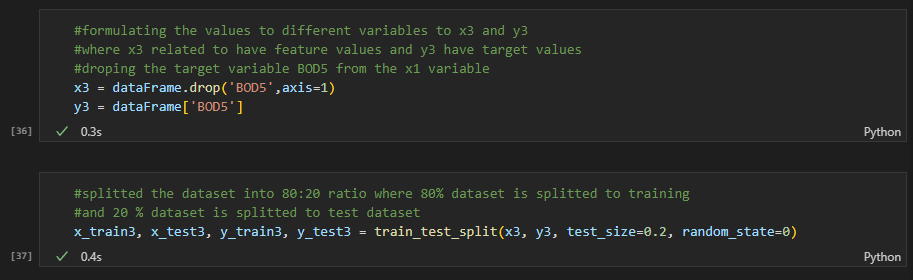 #formulating the values to different variables to x3 and y3
#where x3 related to have feature values and y3 have target values
#droping the target variable BOD5 from the x1 variable
x3 = dataFrame.drop('BOD5',axis=1)
y3 = dataFrame['BOD5']
[36] ✓ 0.3s Python
#splitted the dataset into 80:20 ratio where 80% dataset is splitted to training
#and 20 % dataset is splitted to test dataset
x_train3, x_test3, y_train3, y_test3 = train_test_split(x3, y3, test_size=0.2, random_state=0)
[37] ✓ 0.4s Python